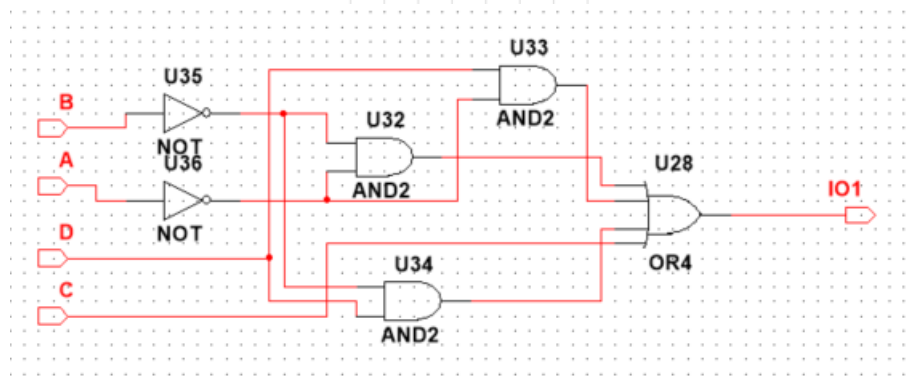 U33
U35
B
AND2
U32
NOT
U36
A
AND2
U28
IO1
NOT
D
OR4
U34
C
AND2